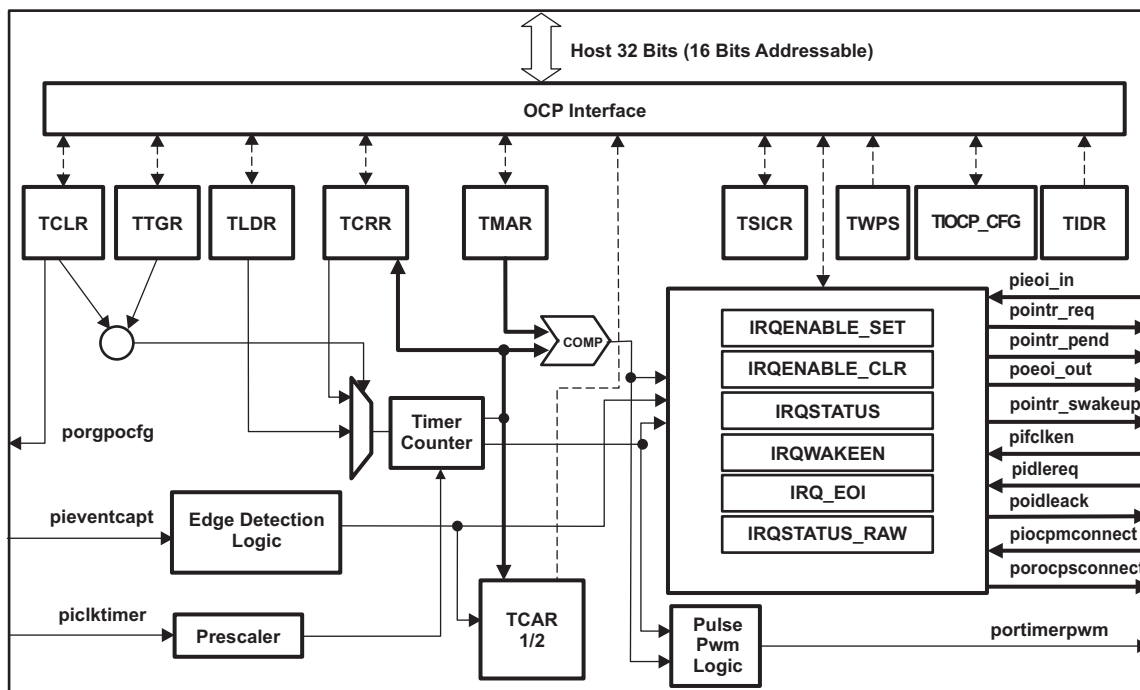 Host 32 Bits (16 Bits Addressable)
OCP Interface
TCLR
TTGR
TLDR
TCRR
TMAR
TSICR
TWPS
TIOCP_CFG
TIDR
pieoi_in
IRQENABLE_SET
pointr_req
pointr_pend
COMP
IRQENABLE_CLR
poeoi_out
IRQSTATUS
pointr_swakeup
Timer
Counter
porgpocfg
IRQWAKEEN
pifclken
pidlereq
IRQ_EOI
poidleack
pieventcapt
Edge Detection
Logic
IRQSTATUS_RAW
piocpmconnect
porocpsconnect
piclktimer
Prescaler
TCAR
1/2
Pulse
Pwm
Logic
portimerpwm